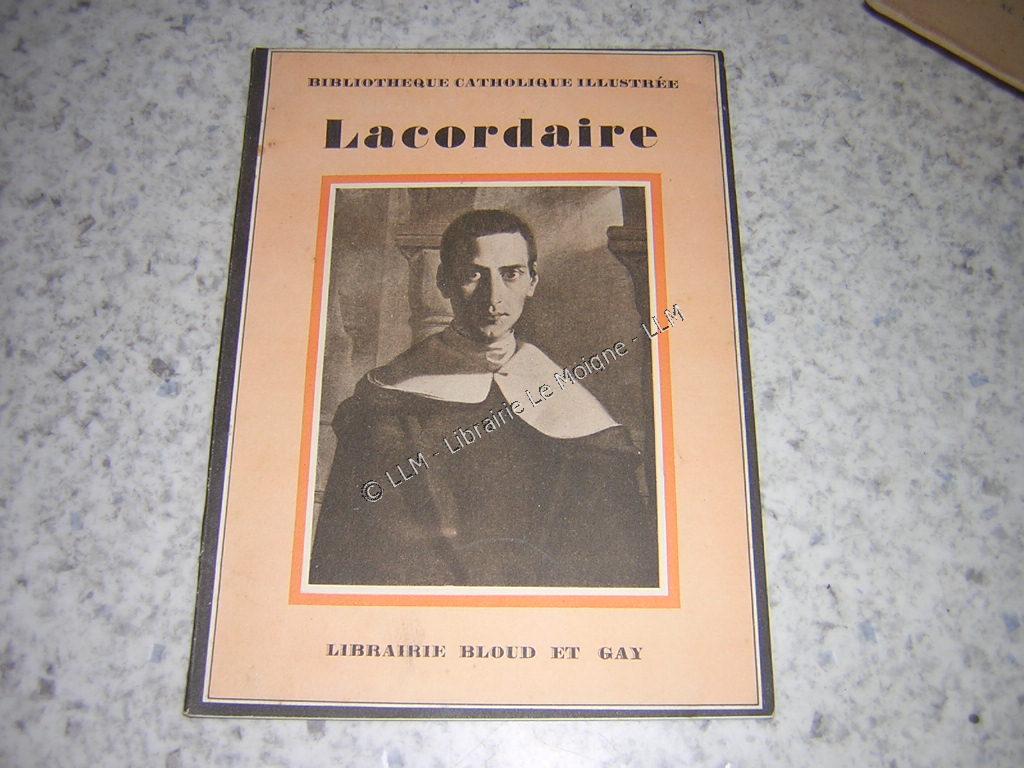 BIBLIOTHEQUE CATHOLIQUE ILLUSTRÉE
Lacordaire
© LLM - Librairie Le Moigne - LLM
LIBRAIRIE BLOUD ET GAY